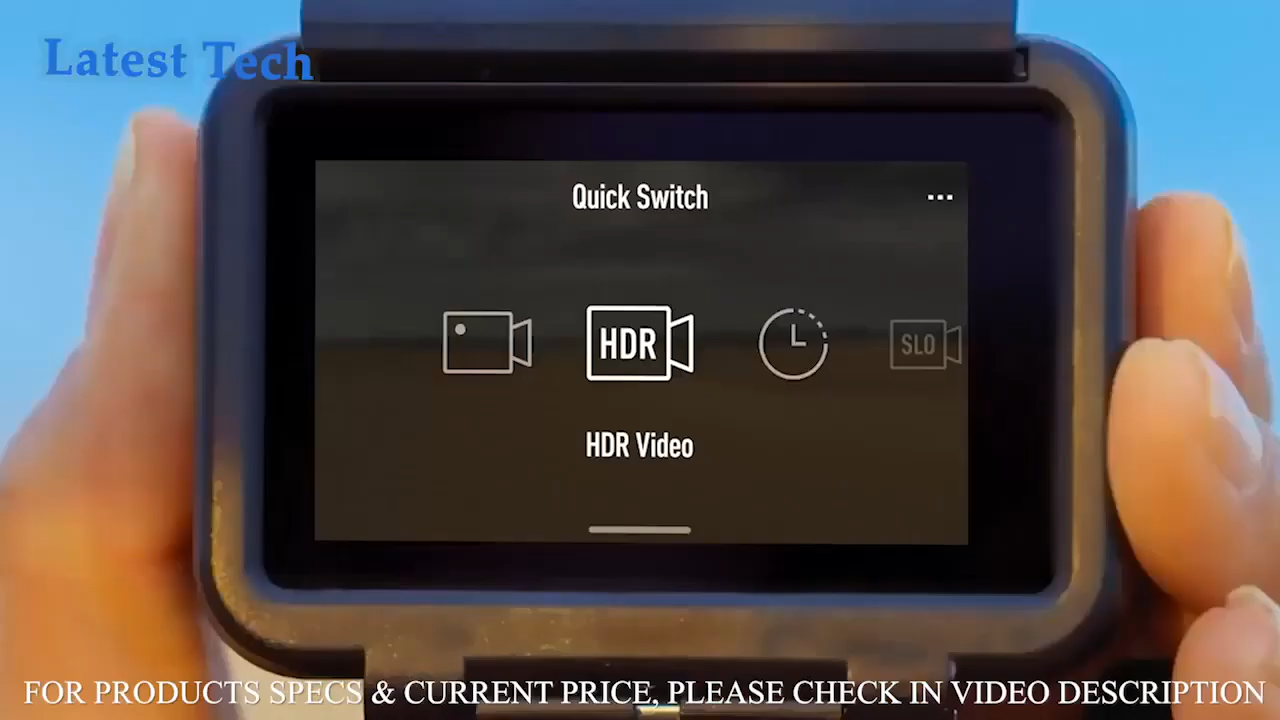 Latest Tech
Quick Switch
HDR
SLO
HDR Video
FOR PRODUCTS SPECS & CURRENT PRICE, PLEASE CHECK IN VIDEO DESCRIPTION